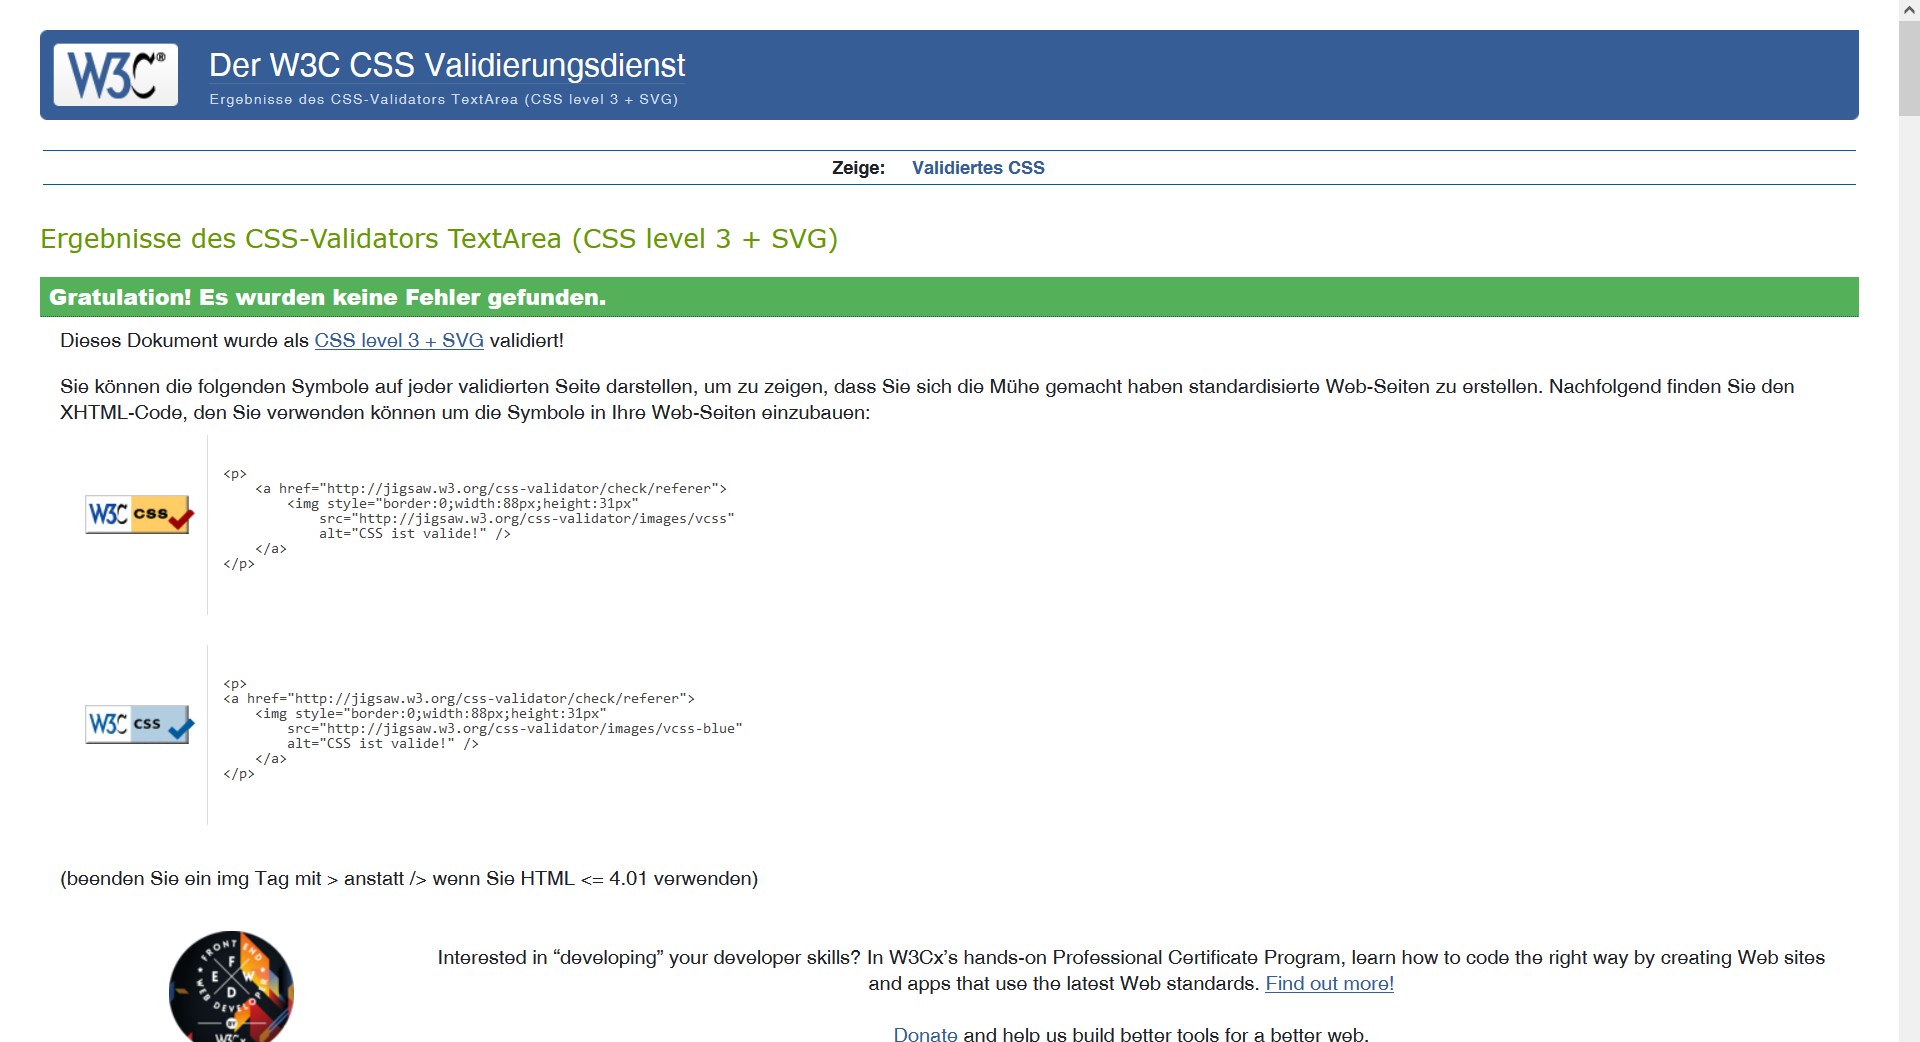 W3C®
Der W3C CSS Validierungsdienst
Ergebnisse des CSS-Validators TextArea (CSS level 3 + SVG)
Zeige: Validiertes CSS
Ergebnisse des CSS-Validators TextArea (CSS level 3 + SVG)
Gratulation! Es wurden keine Fehler gefunden.
Dieses Dokument wurde als CSS level 3 + SVG validiert!
Sie können die folgenden Symbole auf jeder validierten Seite darstellen, um zu zeigen, dass Sie sich die Mühe gemacht haben standardisierte Web-Seiten zu erstellen. Nachfolgend finden Sie den
XHTML-Code, den Sie verwenden können um die Symbole in Ihre Web-Seiten einzubauen:
W3C css
<p>
<a href="http://jigsaw.w3.org/css-validator/check/referer">
<img style="border:0;width:88px;height:31px"
src="http://jigsaw.w3.org/css-validator/images/vcss"
alt="CSS ist valide!" />
</a>
</p>
W3C css
<p>
<a href="http://jigsaw.w3.org/css-validator/check/referer">
<img style="border:0;width:88px;height:31px"
src="http://jigsaw.w3.org/css-validator/images/vcss-blue"
alt="CSS ist valide!" />
</a>
</p>
(beenden Sie ein img Tag mit > anstatt /> wenn Sie HTML <= 4.01 verwenden)
FRONT END
F
E W
D
WEB DEVELOPER
BY
W3Cx
Interested in “developing” your developer skills? In W3Cx’s hands-on Professional Certificate Program, learn how to code the right way by creating Web sites
and apps that use the latest Web standards. Find out more!
Donate and help us build better tools for a better web.